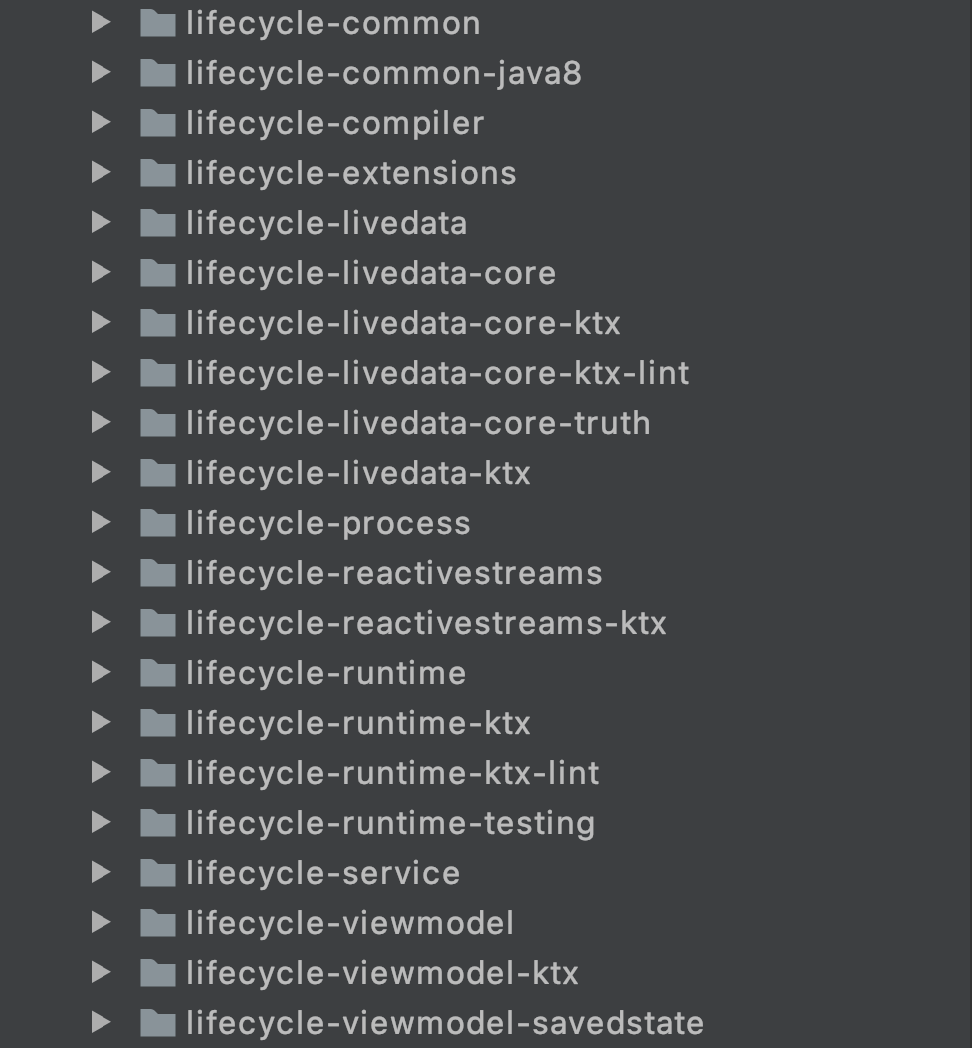 lifecycle-common
lifecycle-common-java8
lifecycle-compiler
lifecycle-extensions
lifecycle-livedata
lifecycle-livedata-core
lifecycle-livedata-core-ktx
lifecycle-livedata-core-ktx-lint
lifecycle-livedata-core-truth
lifecycle-livedata-ktx
lifecycle-process
lifecycle-reactivestreams
lifecycle-reactivestreams-ktx
lifecycle-runtime
lifecycle-runtime-ktx
lifecycle-runtime-ktx-lint
lifecycle-runtime-testing
lifecycle-service
lifecycle-viewmodel
lifecycle-viewmodel-ktx
lifecycle-viewmodel-savedstate